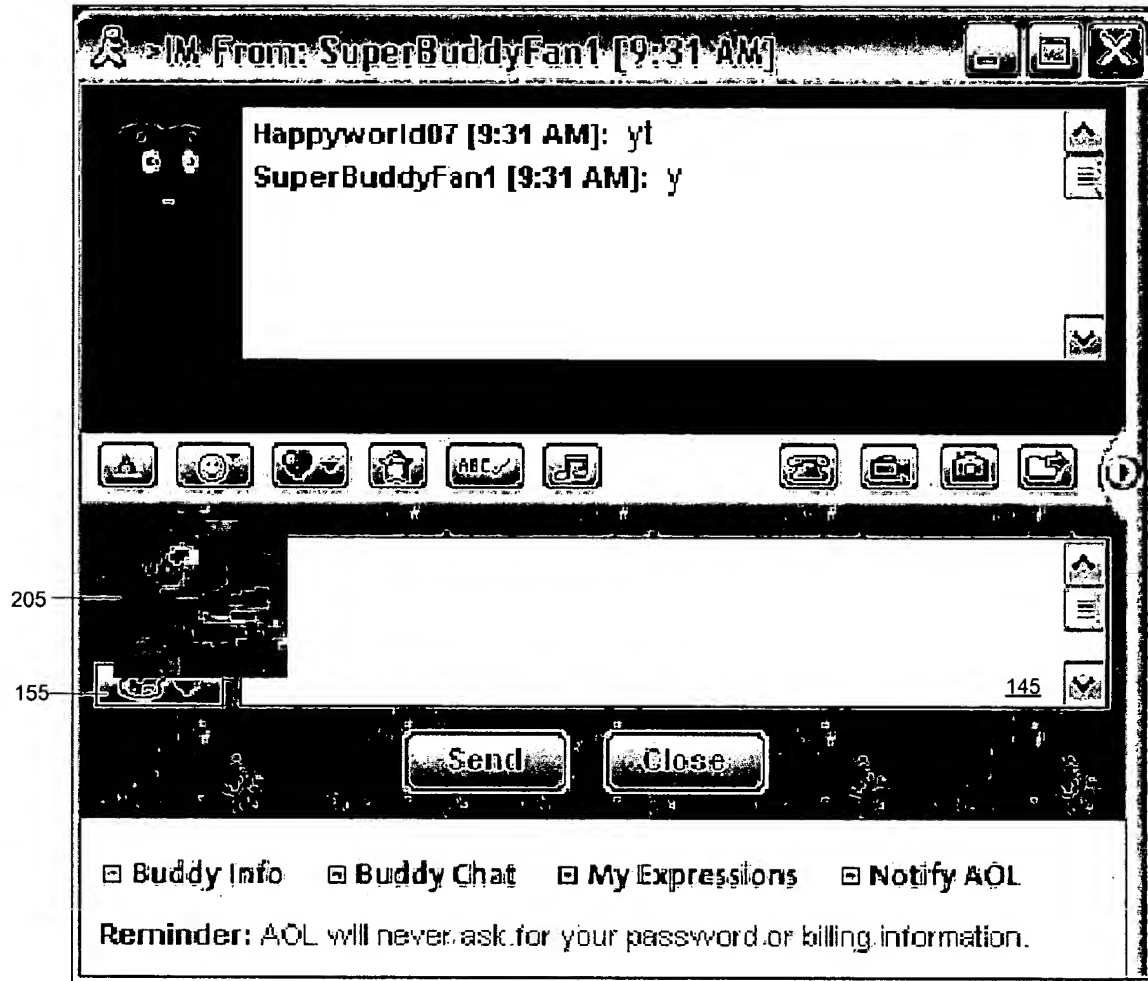 >IM From: SuperBuddyFan1 [9:31 AM]
Happyworld07 [9:31 AM]: yt
SuperBuddyFan1 [9:31 AM]: y
ABC
205
155
145
Send Close
Buddy Info Buddy Chat My Expressions Notify AOL
Reminder: AOL will never ask for your password or billing information.